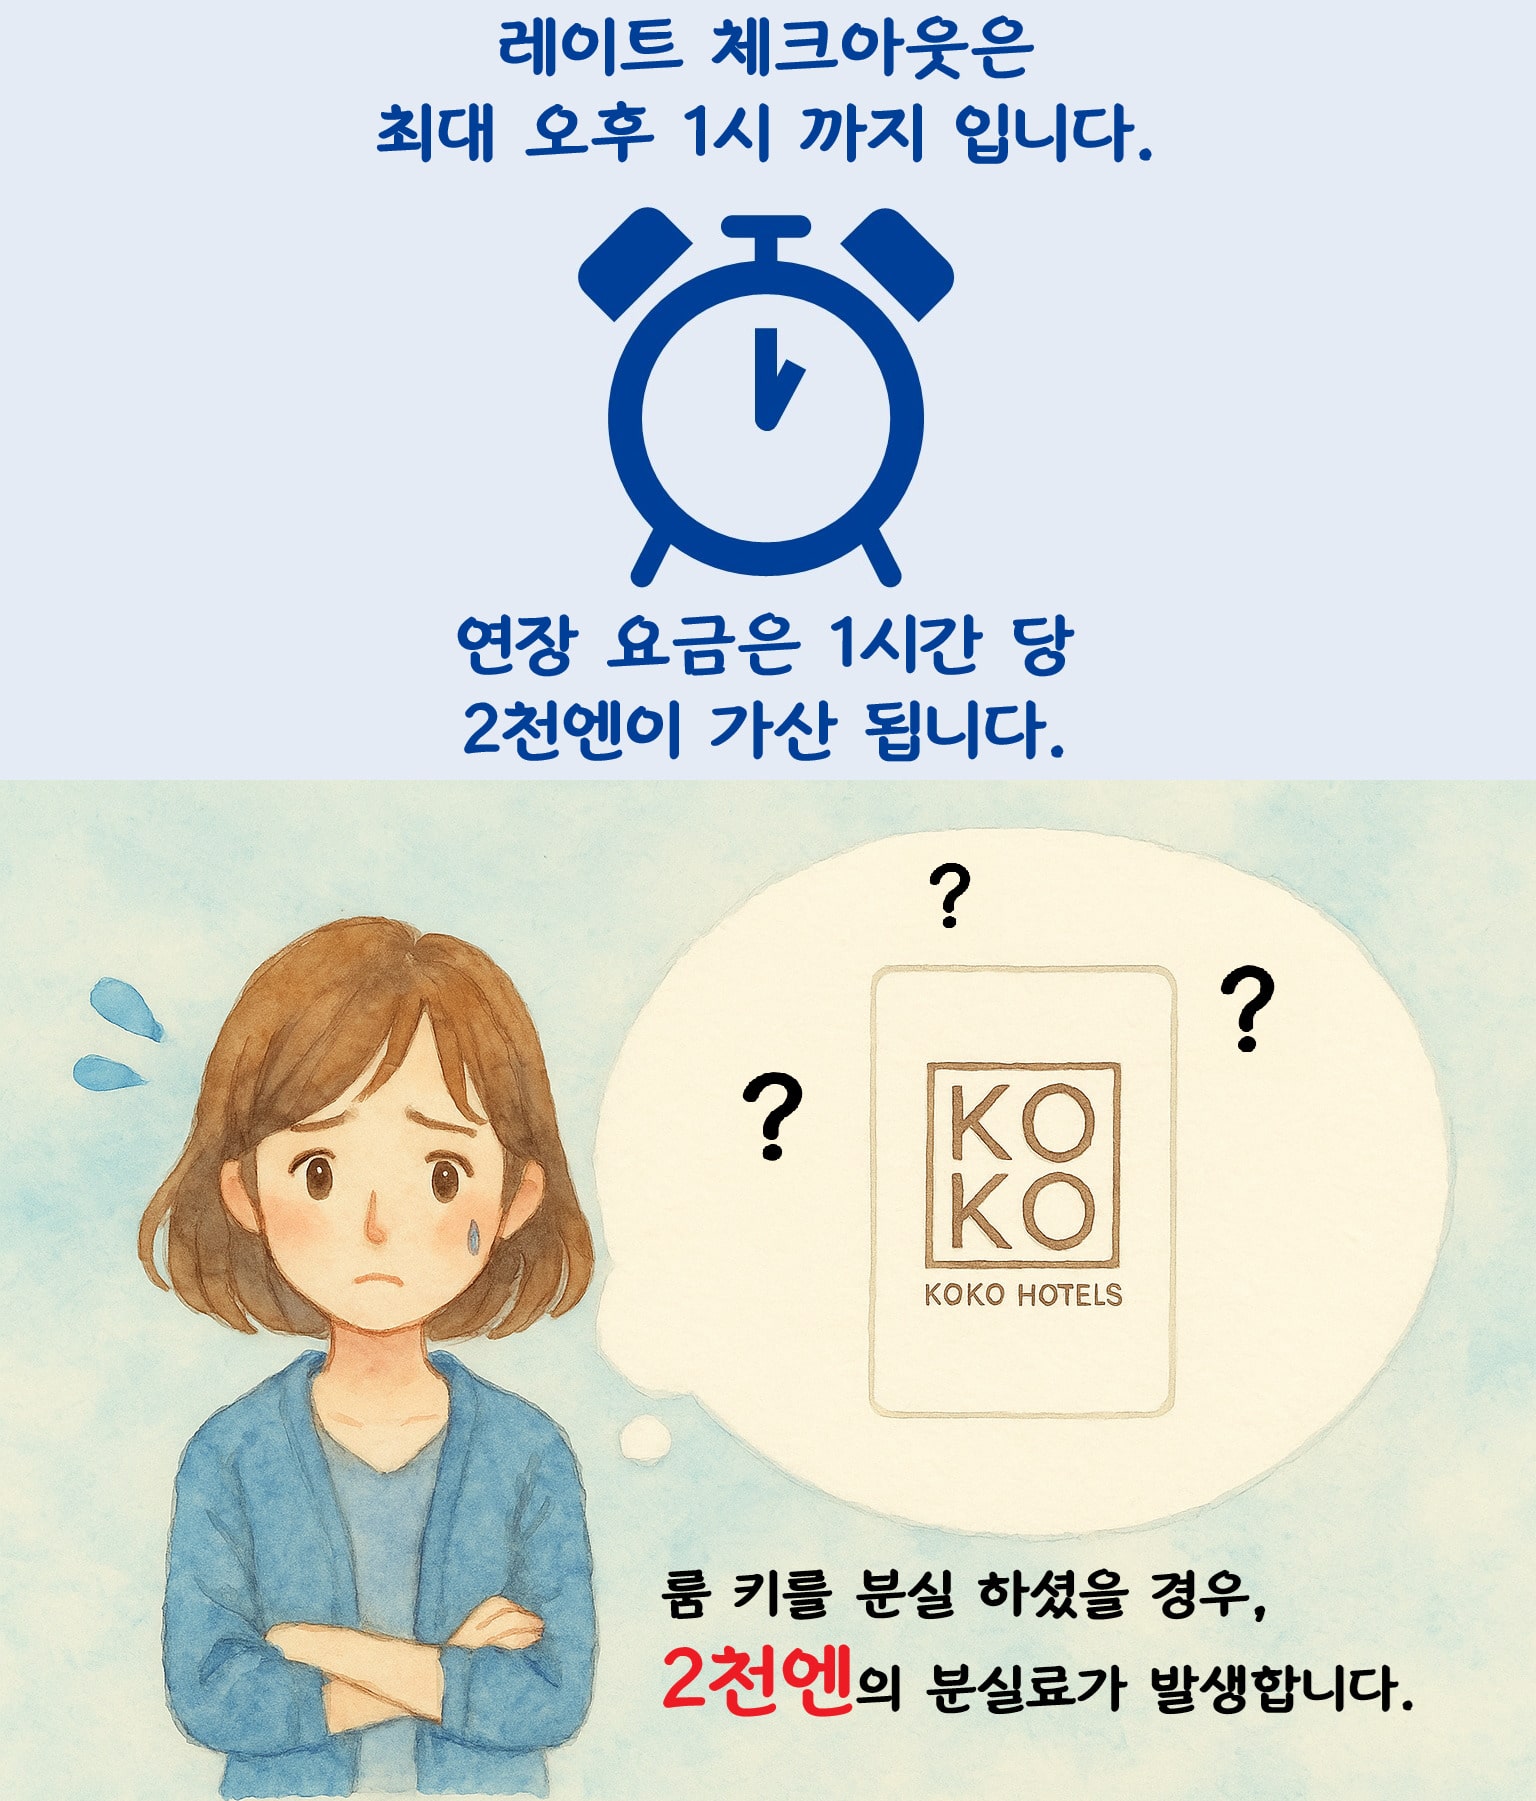 레이트 체크아웃은
최대 오후 1시 까지 입니다.
연장 요금은 1시간 당
2천엔이 가산 됩니다.
?
?
?
KO
KO
KOKO HOTELS
룸 키를 분실 하셨을 경우,
2천엔의 분실료가 발생합니다.